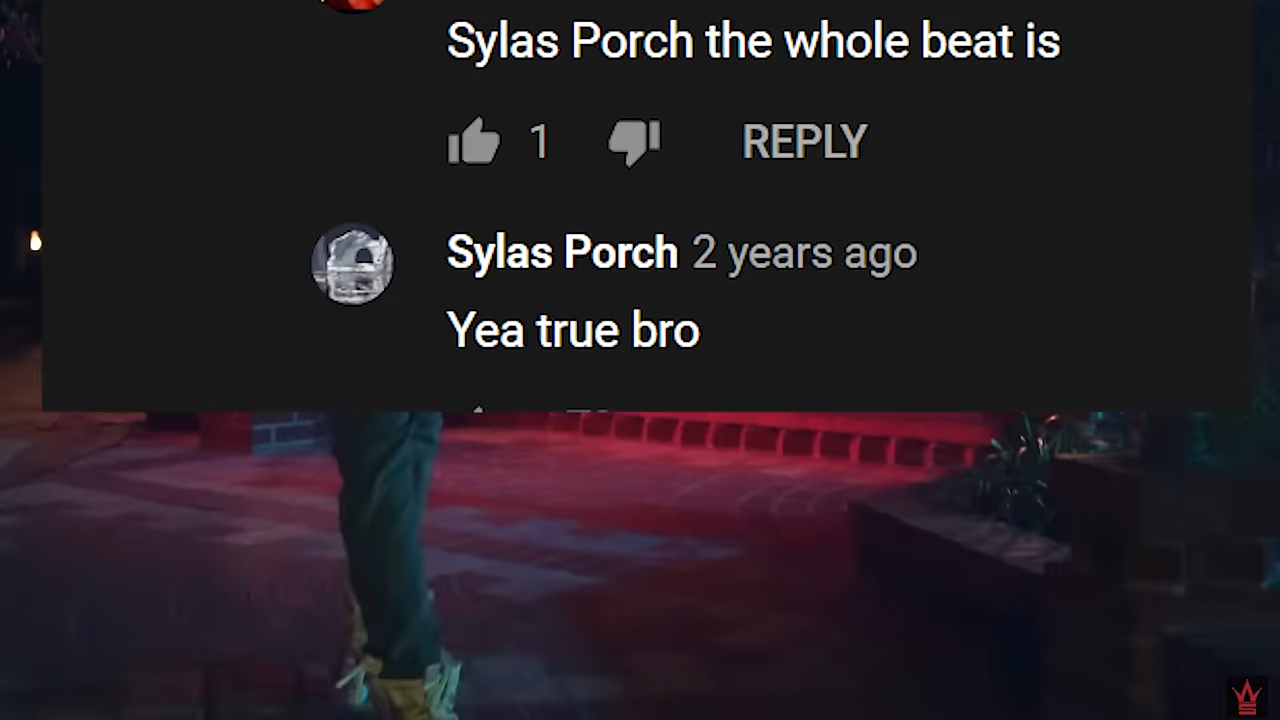 Sylas Porch the whole beat is
1 REPLY
Sylas Porch 2 years ago
Yea true bro